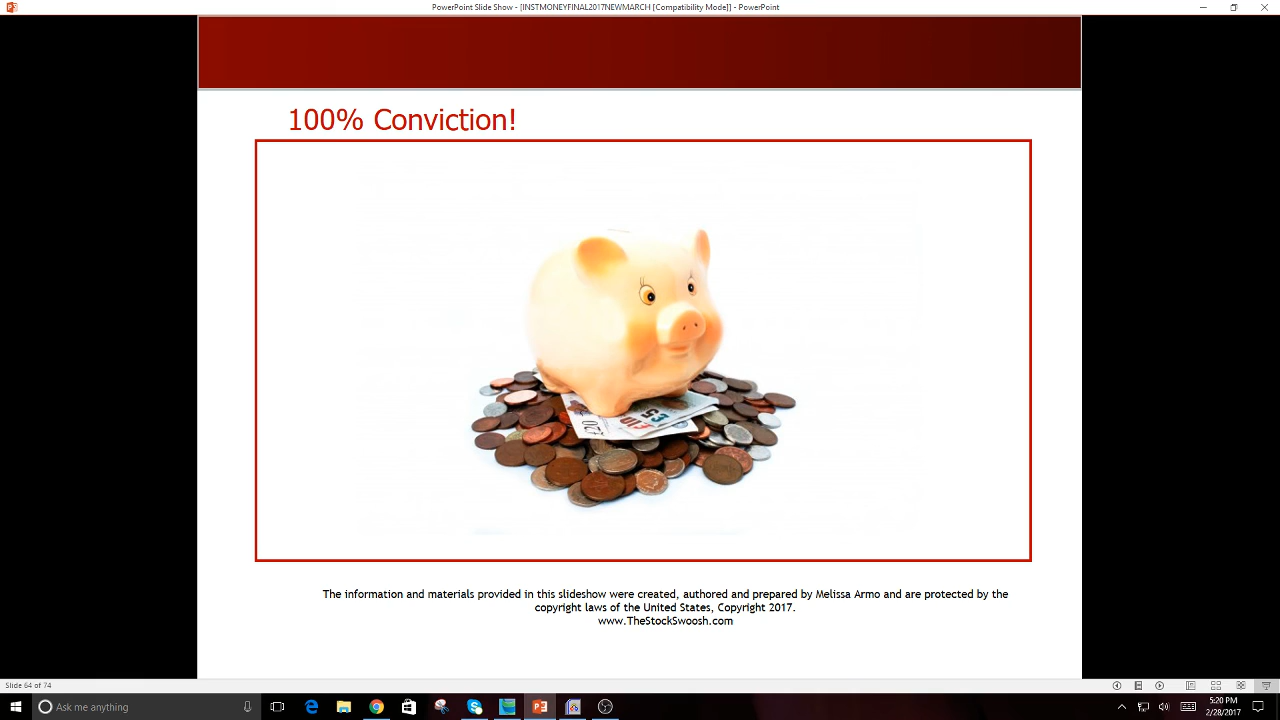 PowerPoint Slide Show - [INSTMONEYFINAL2017NEWMARCH [Compatibility Mode]] - PowerPoint
100% Conviction!
The information and materials provided in this slideshow were created, authored and prepared by Melissa Armo and are protected by the
copyright laws of the United States, Copyright 2017.
www.TheStockSwoosh.com
Slide 64 of 74
Ask me anything
5:20 PM
2/28/2017